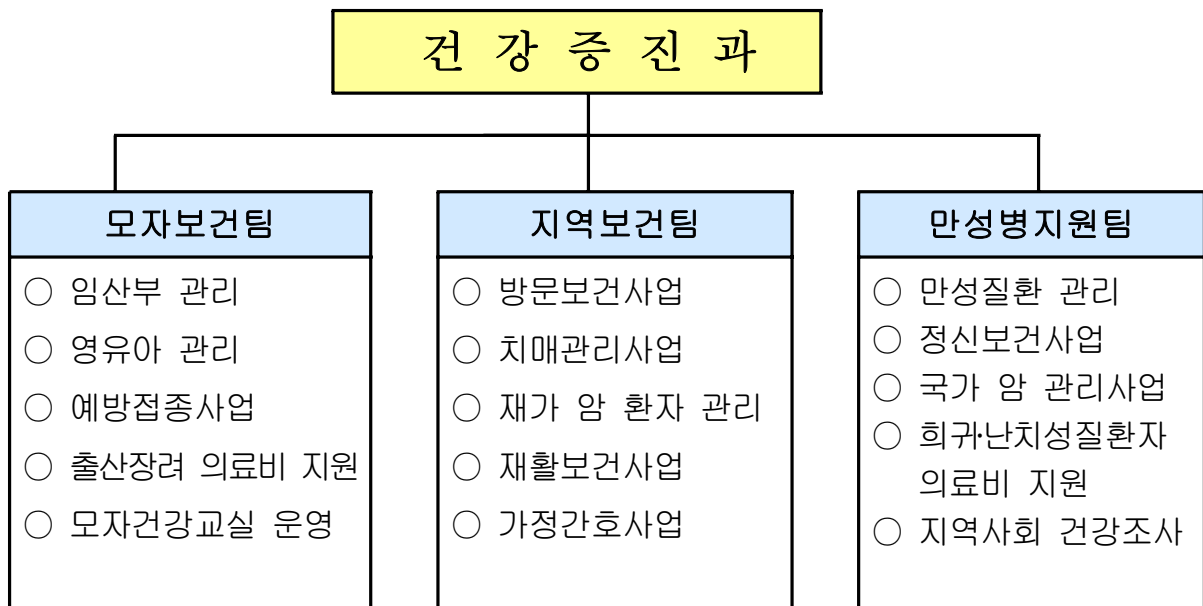 건 강 증 진 과
모자보건팀
○ 임산부 관리
○ 영유아 관리
○ 예방접종사업
○ 출산장려 의료비 지원
○ 모자건강교실 운영
지역보건팀
○ 방문보건사업
○ 치매관리사업
○ 재가 암 환자 관리
○ 재활보건사업
○ 가정간호사업
만성병지원팀
○ 만성질환 관리
○ 정신보건사업
○ 국가 암 관리사업
○ 희귀·난치성질환자
의료비 지원
○ 지역사회 건강조사